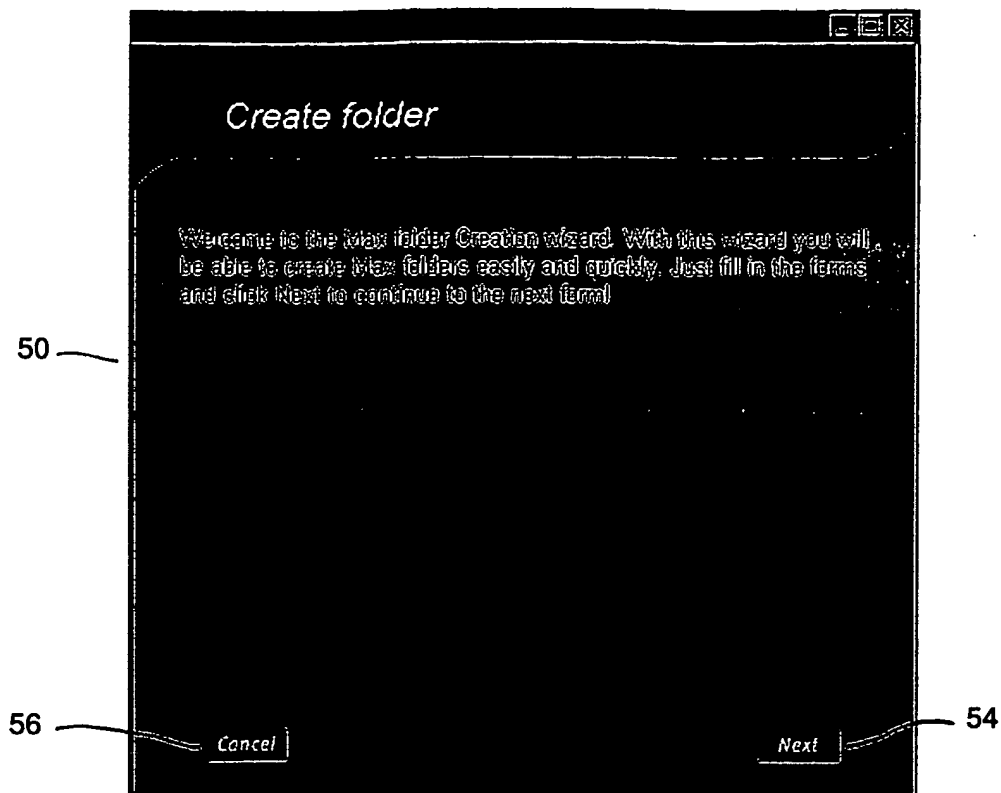 Create folder
Welcome to the Max folder Creation wizard. With this wizard you will
be able to create Max folders easily and quickly. Just fill in the forms
and click Next to continue to the next form!
50
56
Cancel
Next
54